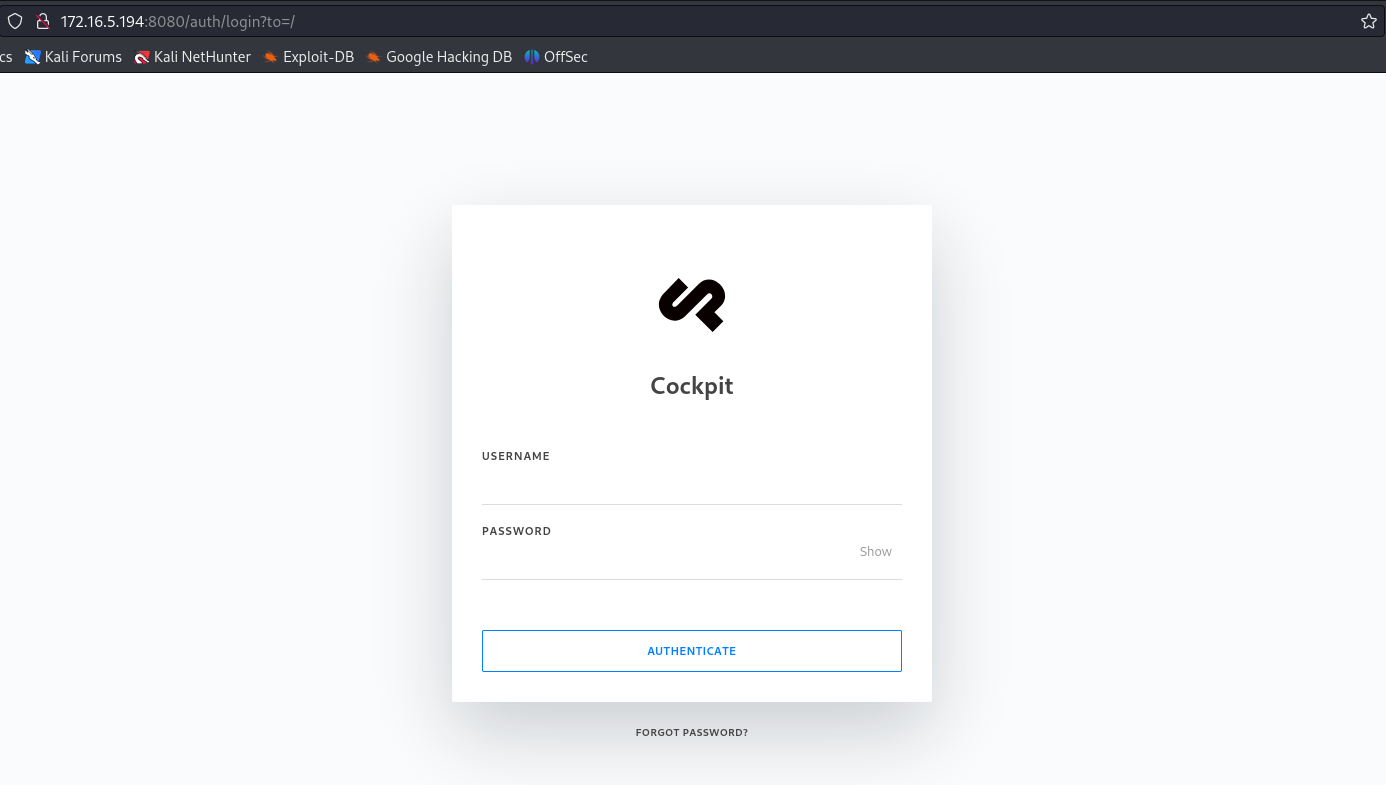 172.16.5.194:8080/auth/login?to=/
cs Kali Forums Kali NetHunter Exploit-DB Google Hacking DB OffSec
Cockpit
USERNAME
PASSWORD
Show
AUTHENTICATE
FORGOT PASSWORD?